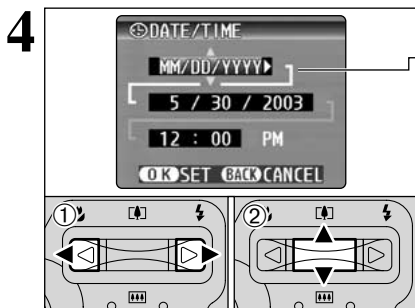 4
DATE/TIME
MM/DD/YYYY
5 / 30 / 2003
12 : 00 PM
OK SET BACK CANCEL
① ②